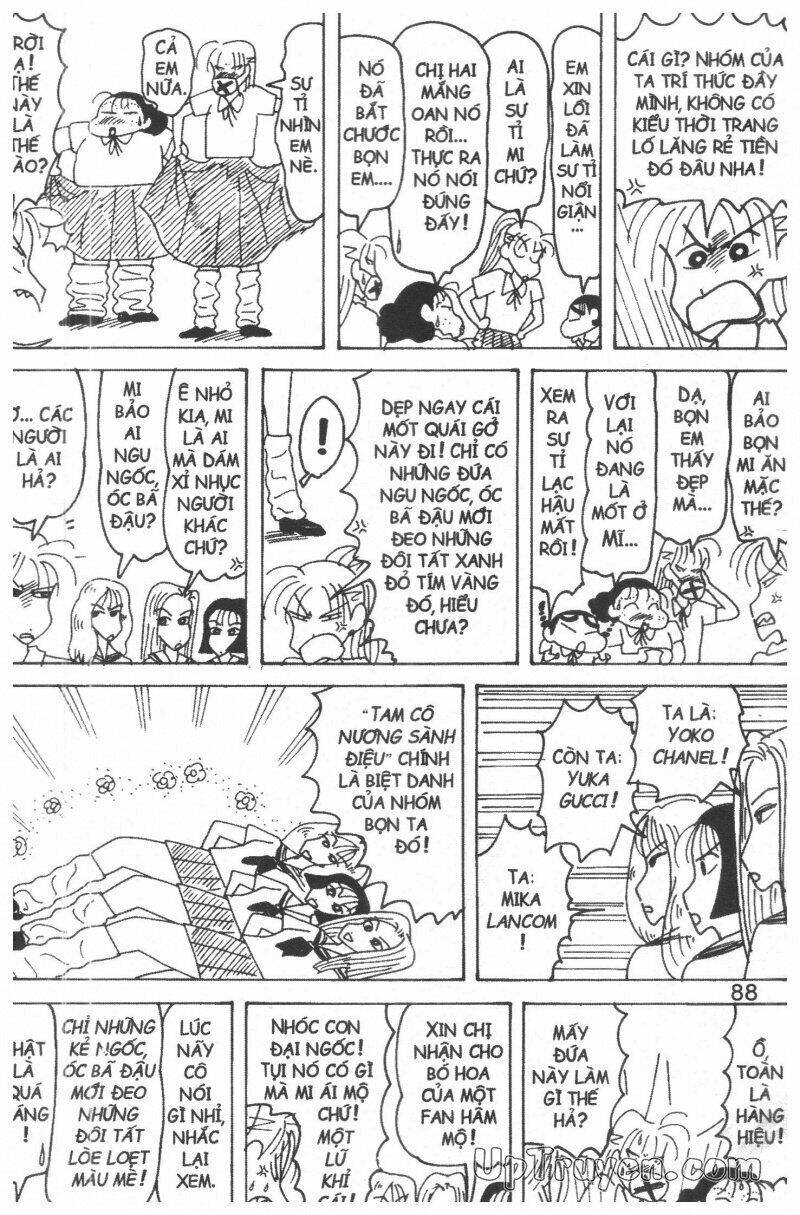 CÁI GÌ? NHÓM CỦA
TA TRÍ THỨC ĐẦY
MÌNH, KHÔNG CÓ
KIỂU THỜI TRANG
LỐ LĂNG RẺ TIỀN
ĐÓ ĐÂU NHA!
EM
XIN
LỖI
ĐÃ
LÀM
SƯ TỈ
NỔI
GIẬN
...
AI
LÀ
SƯ
TỈ
MI
CHỨ?
CHỊ HAI
MẮNG
OAN NÓ
RỒI...
THỰC RA
NÓ NÓI
ĐÚNG
ĐẤY!
NÓ
ĐÃ
BẮT
CHƯỚC
BỌN
EM....
SƯ
TỈ
NHÌN
EM
NÈ.
CẢ
EM
NỮA.
AI
BẢO
BỌN
MI ĂN
MẶC
THẾ?
DẠ,
BỌN
EM
THẤY
ĐẸP
MÀ...
VỚI
LẠI
NÓ
ĐANG
LÀ
MỐT Ở
MĨ...
XEM
RA
SƯ
TỈ
LẠC
HẬU
MẤT
RỒI!
DẸP NGAY CÁI
MỐT QUÁI GỞ
NÀY ĐI! CHỈ CÓ
NHỮNG ĐỨA
NGU NGỐC, ÓC
BÃ ĐẬU MỚI
ĐEO NHỮNG
ĐÔI TẤT XANH
ĐỎ TÍM VÀNG
ĐÓ, HIỂU
CHƯA?
!
Ê NHỎ
KIA, MI
LÀ AI
MÀ DÁM
XỈ NHỤC
NGƯỜI
KHÁC
CHỨ?
MI
BẢO
AI
NGU
NGỐC,
ÓC BÃ
ĐẬU?
... CÁC
NGƯỜI
LÀ AI
HẢ?
TA LÀ:
YOKO
CHANEL!
CÒN TA:
YUKA
GUCCI!
TA:
MIKA
LANCOM
!
"TAM CÔ
NƯƠNG SÀNH
ĐIỆU" CHÍNH
LÀ BIỆT DANH
CỦA NHÓM
BỌN TA
ĐÓ!
88
Ồ,
TOÀN
LÀ
HÀNG
HIỆU!
MẤY
ĐỨA
NÀY LÀM
GÌ THẾ
HẢ?
XIN CHỊ
NHẬN CHO
BÓ HOA
CỦA MỘT
FAN HÂM
MỘ!
NHÓC CON
ĐẠI NGỐC!
TỤI NÓ CÓ GÌ
MÀ MI ÁI MỘ
CHỨ!
MỘT
LŨ
KHỈ
LÚC
NÃY
CÔ
NÓI
GÌ NHỈ,
NHẮC
LẠI
XEM.
CHỈ NHỮNG
KẺ NGỐC,
ÓC BÃ ĐẬU
MỚI ĐEO
NHỮNG
ĐÔI TẤT
LÒE LOẸT
MÀU MÈ!
LÀ
!
UpTruyen.com